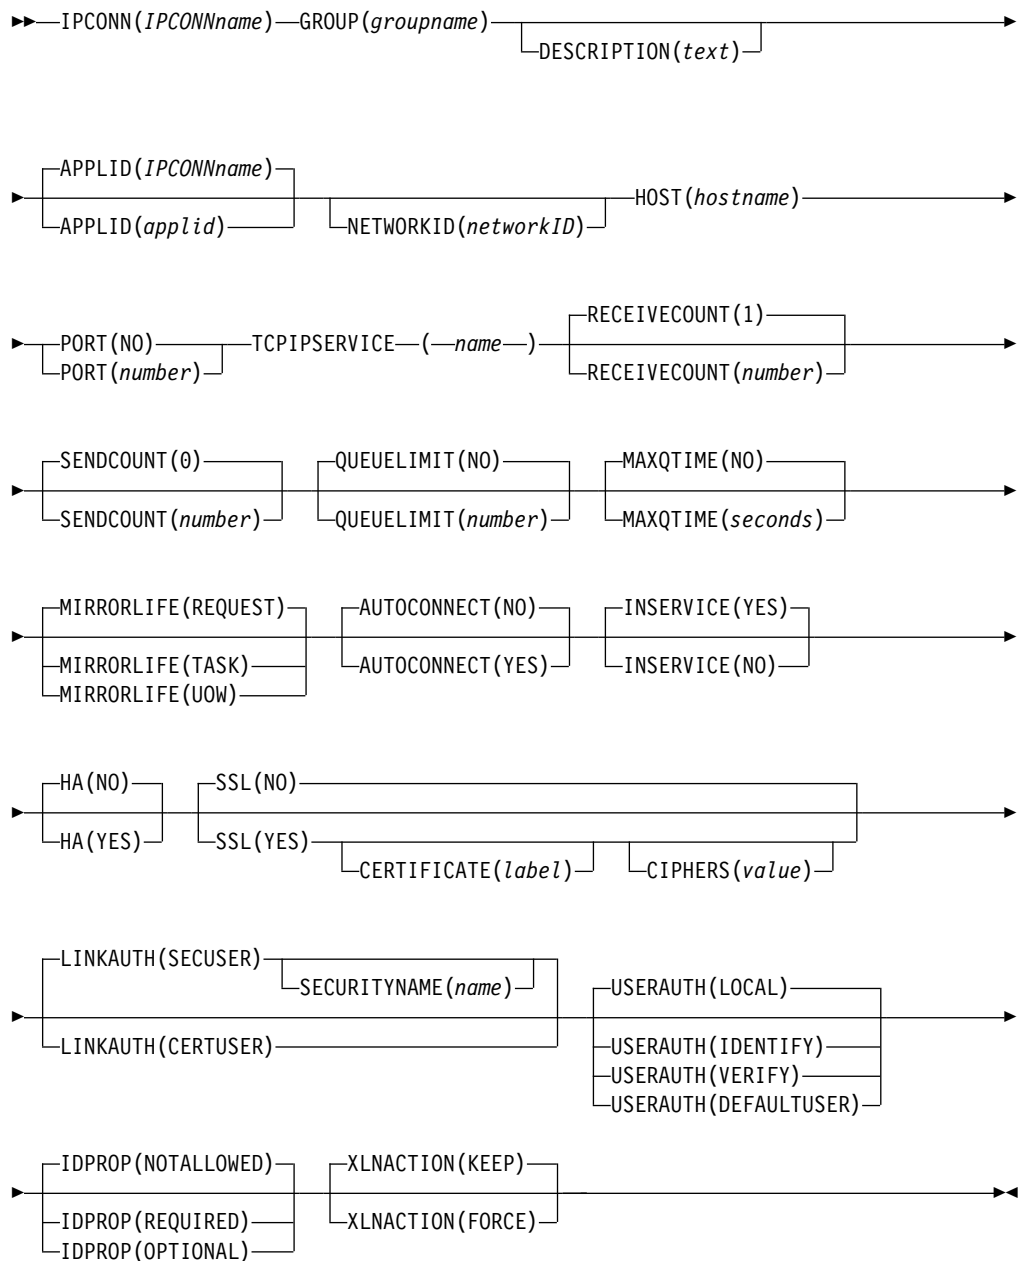 IPCONN(IPCONNname) GROUP(groupname)
DESCRIPTION(text)
APPLID(IPCONNname)
HOST(hostname)
APPLID(applid) NETWORKID(networkID)
RECEIVECOUNT(1)
PORT(NO) TCPIPSERVICE ( name )
PORT(number) RECEIVECOUNT(number)
SENDCOUNT(0) QUEUELIMIT(NO) MAXQTIME(NO)
SENDCOUNT(number) QUEUELIMIT(number) MAXQTIME(seconds)
MIRRORLIFE(REQUEST) AUTOCONNECT(NO) INSERVICE(YES)
MIRRORLIFE(TASK) AUTOCONNECT(YES) INSERVICE(NO)
MIRRORLIFE(UOW)
HA(NO) SSL(NO)
HA(YES) SSL(YES)
CERTIFICATE(label) CIPHERS(value)
LINKAUTH(SECUSER)
SECURITYNAME(name) USERAUTH(LOCAL)
LINKAUTH(CERTUSER) USERAUTH(IDENTIFY)
USERAUTH(VERIFY)
USERAUTH(DEFAULTUSER)
IDPROP(NOTALLOWED) XLNACTION(KEEP)
IDPROP(REQUIRED) XLNACTION(FORCE)
IDPROP(OPTIONAL)